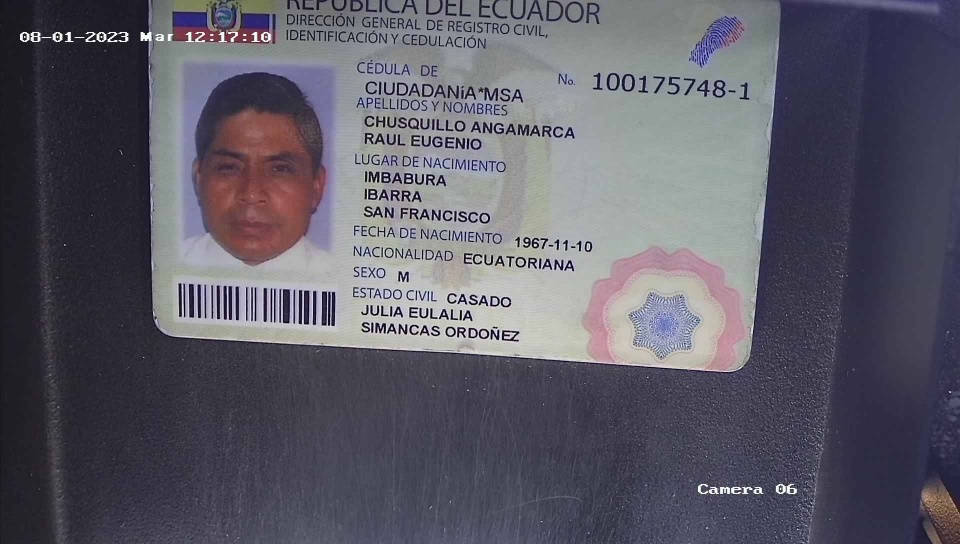 REPÚBLICA DEL ECUADOR
DIRECCIÓN GENERAL DE REGISTRO CIVIL,
IDENTIFICACIÓN Y CEDULACIÓN
08-01-2023 Mar 12:17:10
CÉDULA DE No. 100175748-1
CIUDADANÍA*MSA
APELLIDOS Y NOMBRES
CHUSQUILLO ANGAMARCA
RAUL EUGENIO
LUGAR DE NACIMIENTO
IMBABURA
IBARRA
SAN FRANCISCO
FECHA DE NACIMIENTO 1967-11-10
NACIONALIDAD ECUATORIANA
SEXO M
ESTADO CIVIL CASADO
JULIA EULALIA
SIMANCAS ORDOÑEZ
Camera 06